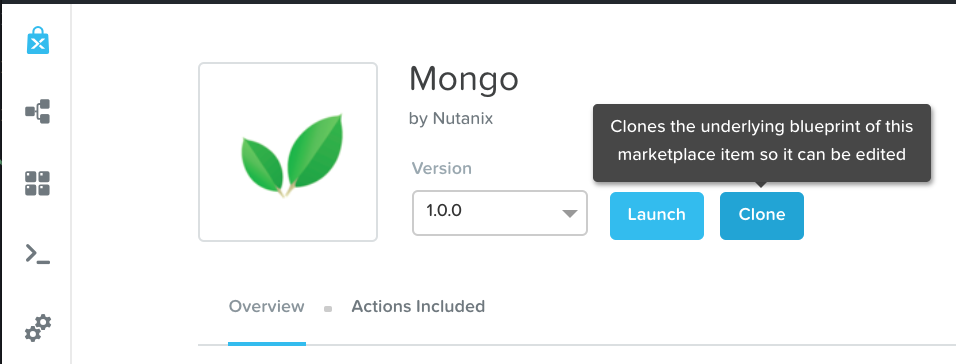 Mongo
by Nutanix
Clones the underlying blueprint of this
marketplace item so it can be edited
Version
1.0.0
Launch
Clone
Overview
Actions Included